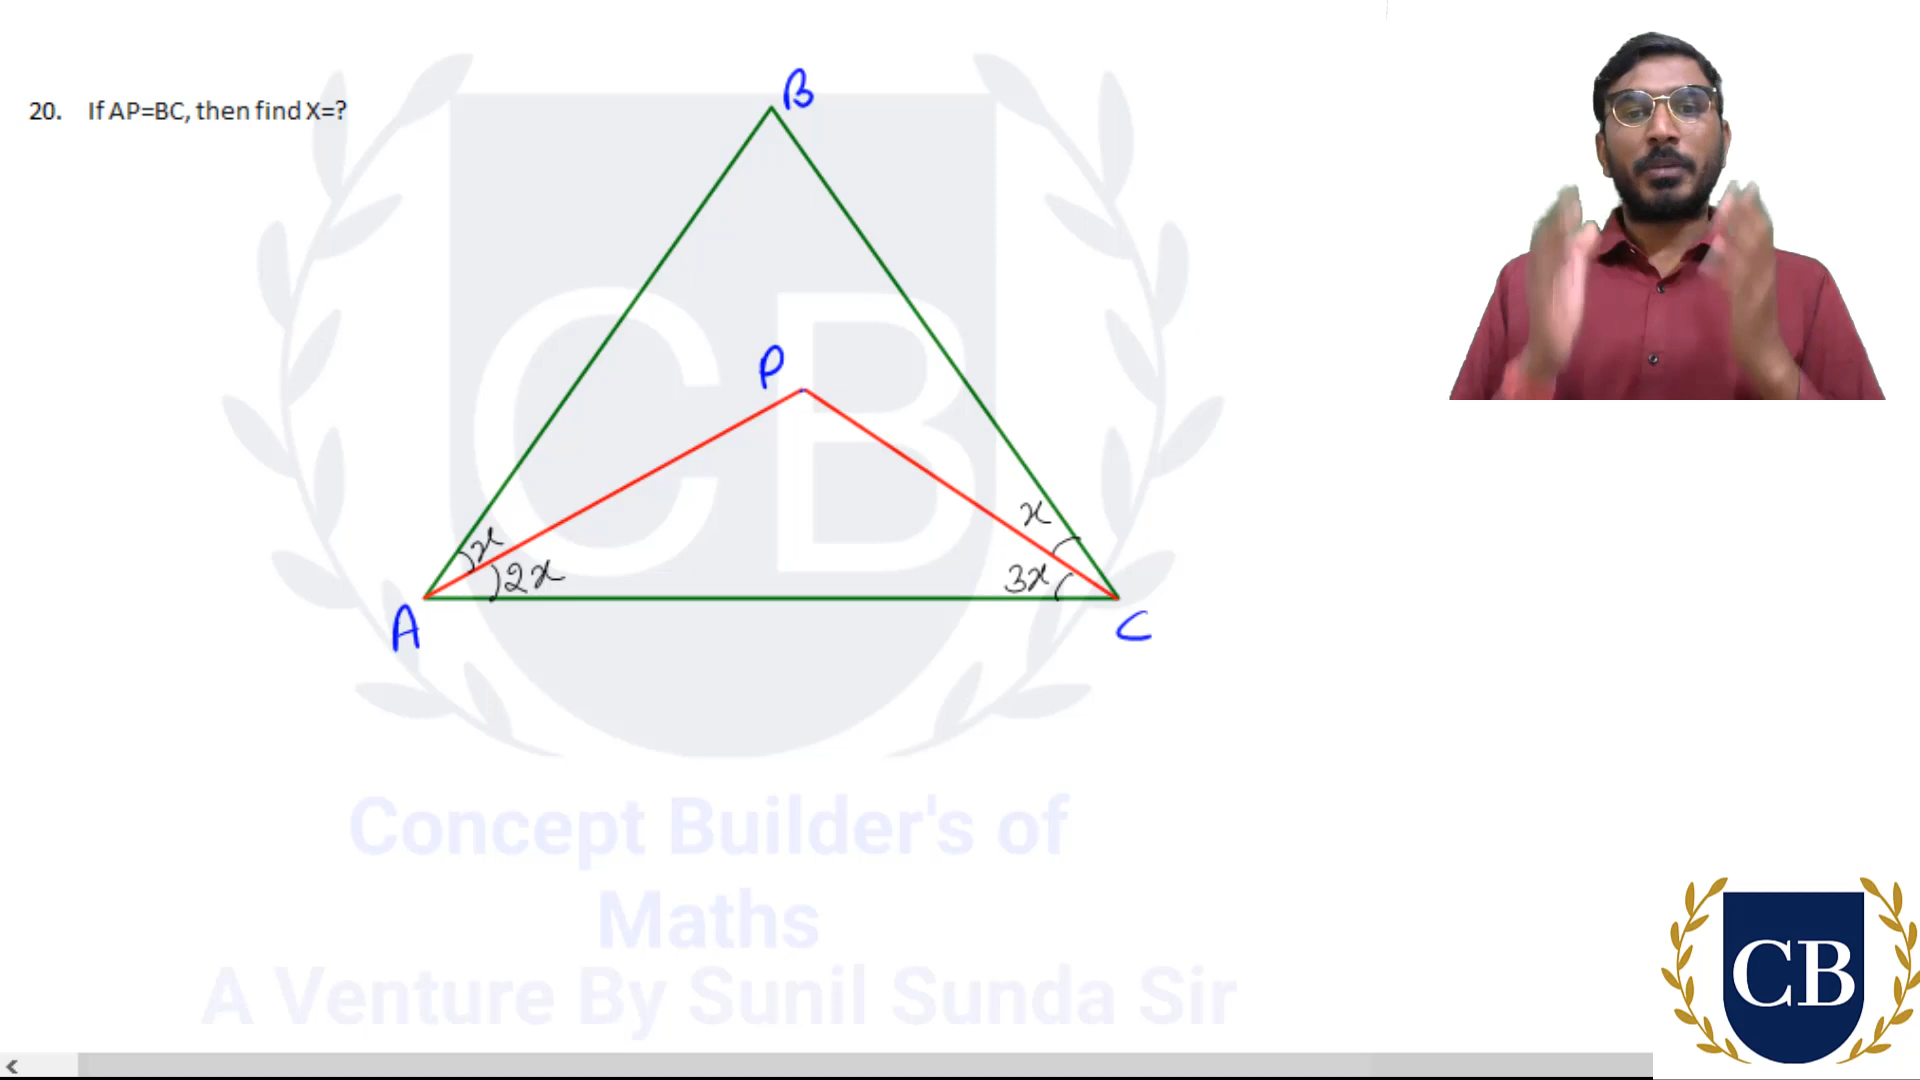 20. If AP=BC, then find X=?
B
P
x
x
2x
3x
A
C
CB
Concept Builder's of
Maths
A Venture By Sunil Sunda Sir
CB